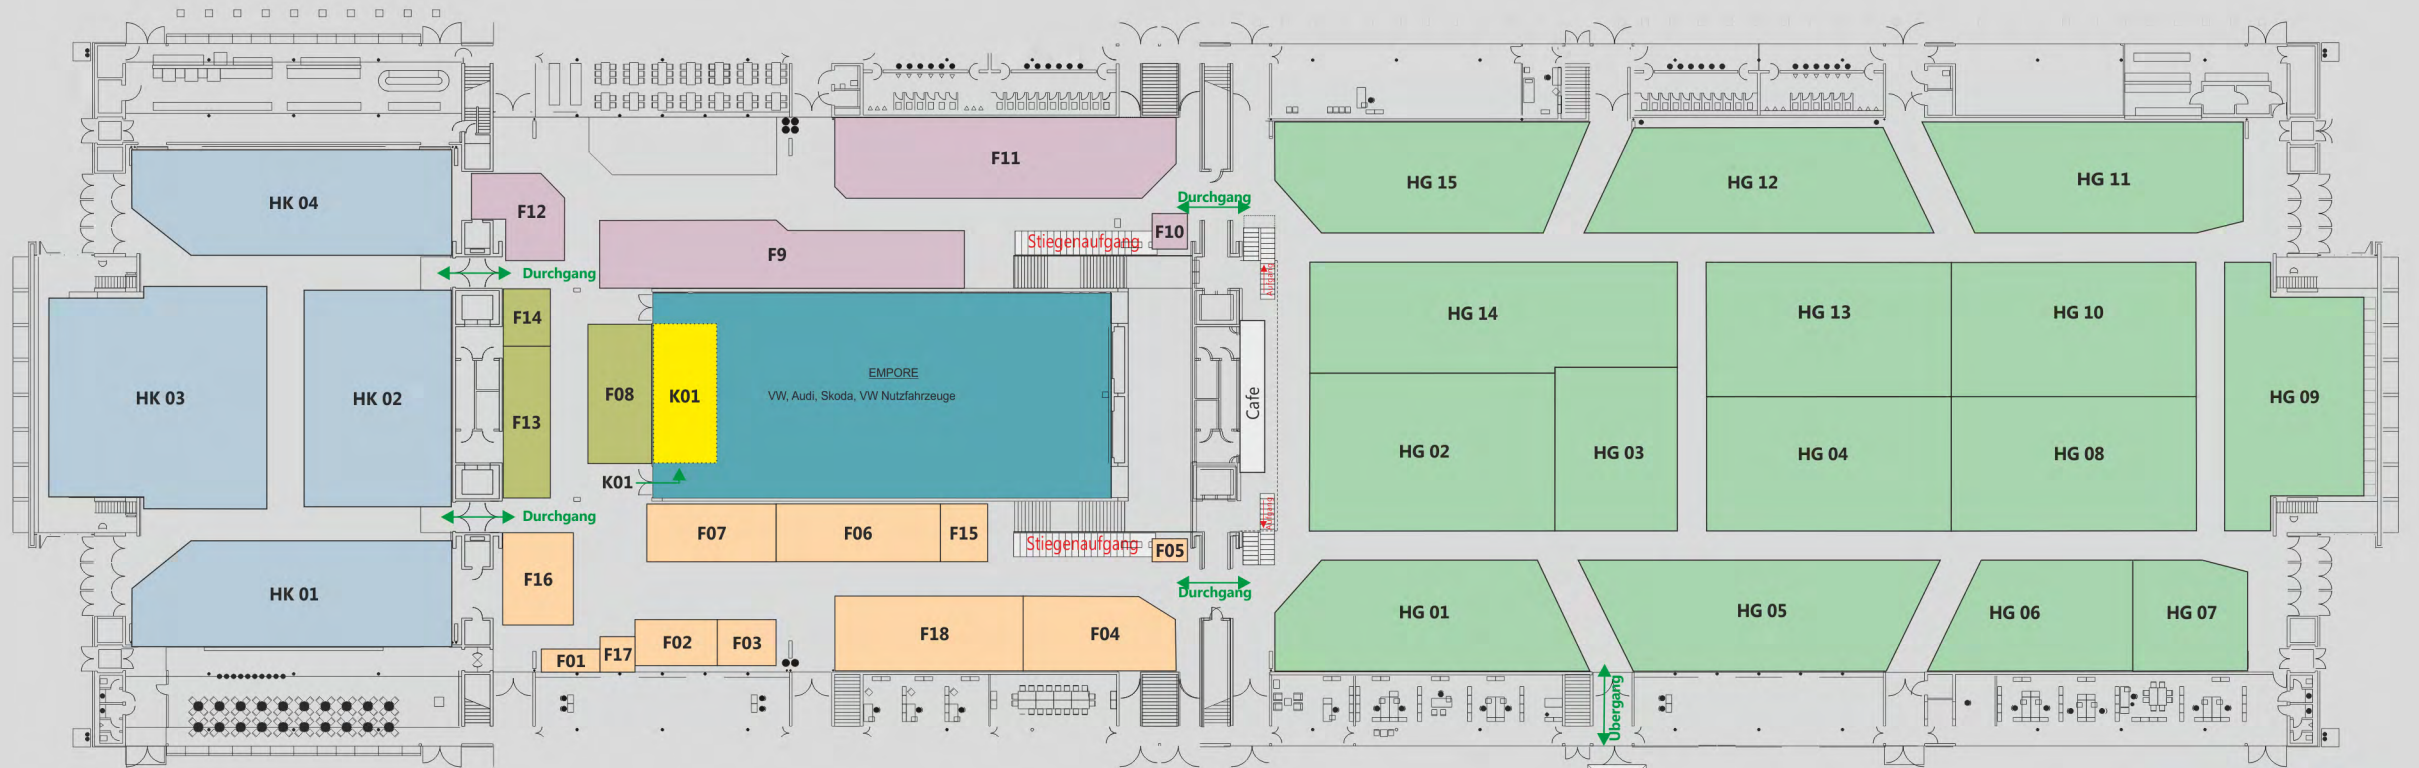 HK 04
HK 03
HK 02
HK 01
Durchgang
Durchgang
F12
F11
F9
F10
Durchgang
Stiegenaufgang
F14
F13
F08
K01
K01
EMPORE
VW, Audi, Skoda, VW Nutzfahrzeuge
F07
F06
F15
Stiegenaufgang
F05
Durchgang
F16
F01
F17
F02
F03
F18
F04
Aufgang
Cafe
Aufgang
HG 15
HG 12
HG 11
HG 14
HG 13
HG 10
HG 09
HG 02
HG 03
HG 04
HG 08
HG 01
HG 05
HG 06
HG 07
Übergang